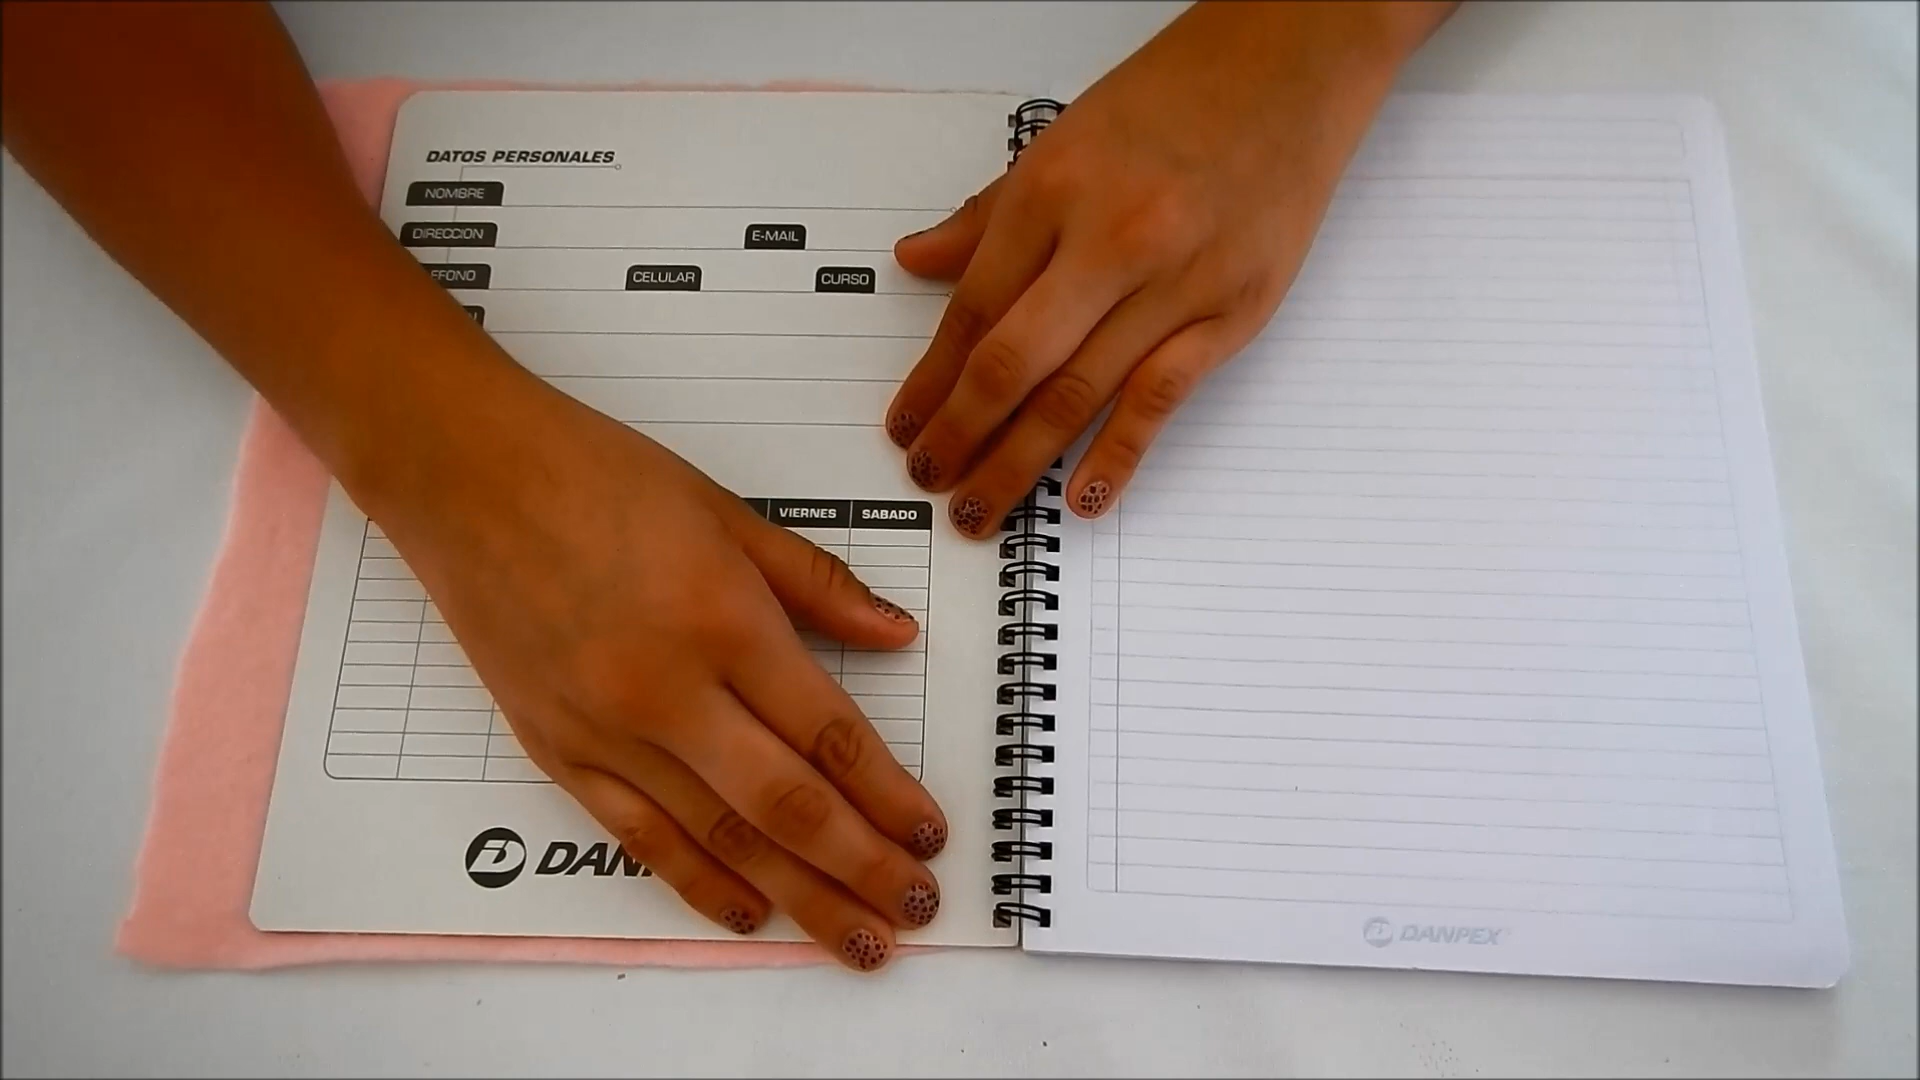 DATOS PERSONALES
NOMBRE
DIRECCION E-MAIL
CELULAR CURSO
VIERNES SABADO
DANPEX